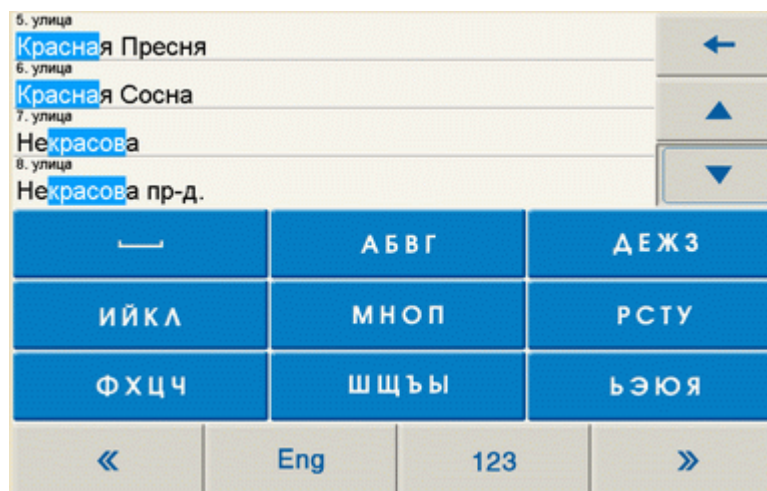 5. улица
Красная Пресня
6. улица
Красная Сосна
7. улица
Некрасова
8. улица
Некрасова пр-д.
АБВГ ДЕЖЗ
ИЙКЛ МНОП РСТУ
ФХЦЧ ШЩЪЫ ЬЭЮЯ
« Eng 123 »